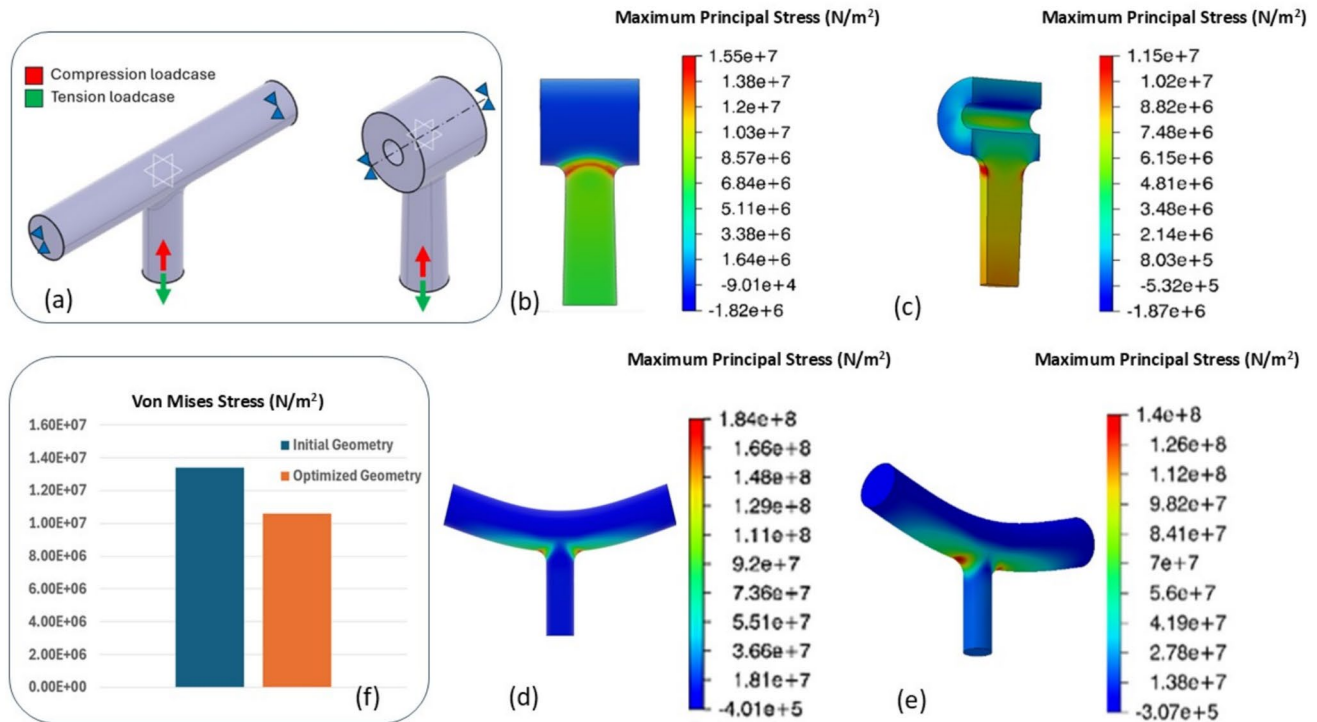 Compression loadcase
Tension loadcase
(a)
Maximum Principal Stress (N/m²)
1.55e+7
1.38e+7
1.2e+7
1.03e+7
8.57e+6
6.84e+6
5.11e+6
3.38e+6
1.64e+6
-9.01e+4
-1.82e+6
(b)
Maximum Principal Stress (N/m²)
1.15e+7
1.02e+7
8.82e+6
7.48e+6
6.15e+6
4.81e+6
3.48e+6
2.14e+6
8.03e+5
-5.32e+5
-1.87e+6
(c)
Von Mises Stress (N/m²)
1.60E+07
1.40E+07
1.20E+07
1.00E+07
8.00E+06
6.00E+06
4.00E+06
2.00E+06
0.00E+00
Initial Geometry
Optimized Geometry
(f)
Maximum Principal Stress (N/m²)
1.84e+8
1.66e+8
1.48e+8
1.29e+8
1.11e+8
9.2e+7
7.36e+7
5.51e+7
3.66e+7
1.81e+7
-4.01e+5
(d)
Maximum Principal Stress (N/m²)
1.4e+8
1.26e+8
1.12e+8
9.82e+7
8.41e+7
7e+7
5.6e+7
4.19e+7
2.78e+7
1.38e+7
-3.07e+5
(e)